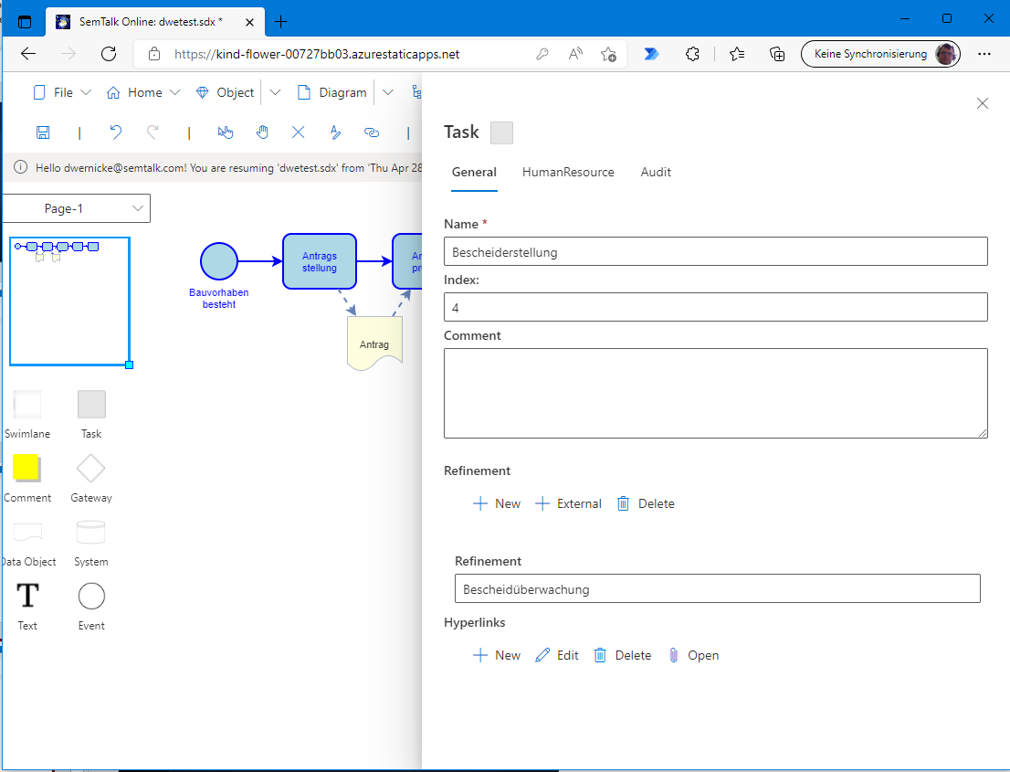 SemTalk Online: dwetest.sdx *
https://kind-flower-00727bb03.azurestaticapps.net
Keine Synchronisierung
File
Home
Object
Diagram
Hello dwernicke@semtalk.com! You are resuming 'dwetest.sdx' from 'Thu Apr 28
Page-1
Bauvorhaben
besteht
Antrags
stellung
Antrag
Swimlane
Task
Comment
Gateway
Data Object
System
T
Text
Event
Task
General
HumanResource
Audit
Name *
Bescheiderstellung
Index:
4
Comment
Refinement
New
External
Delete
Refinement
Bescheidüberwachung
Hyperlinks
New
Edit
Delete
Open